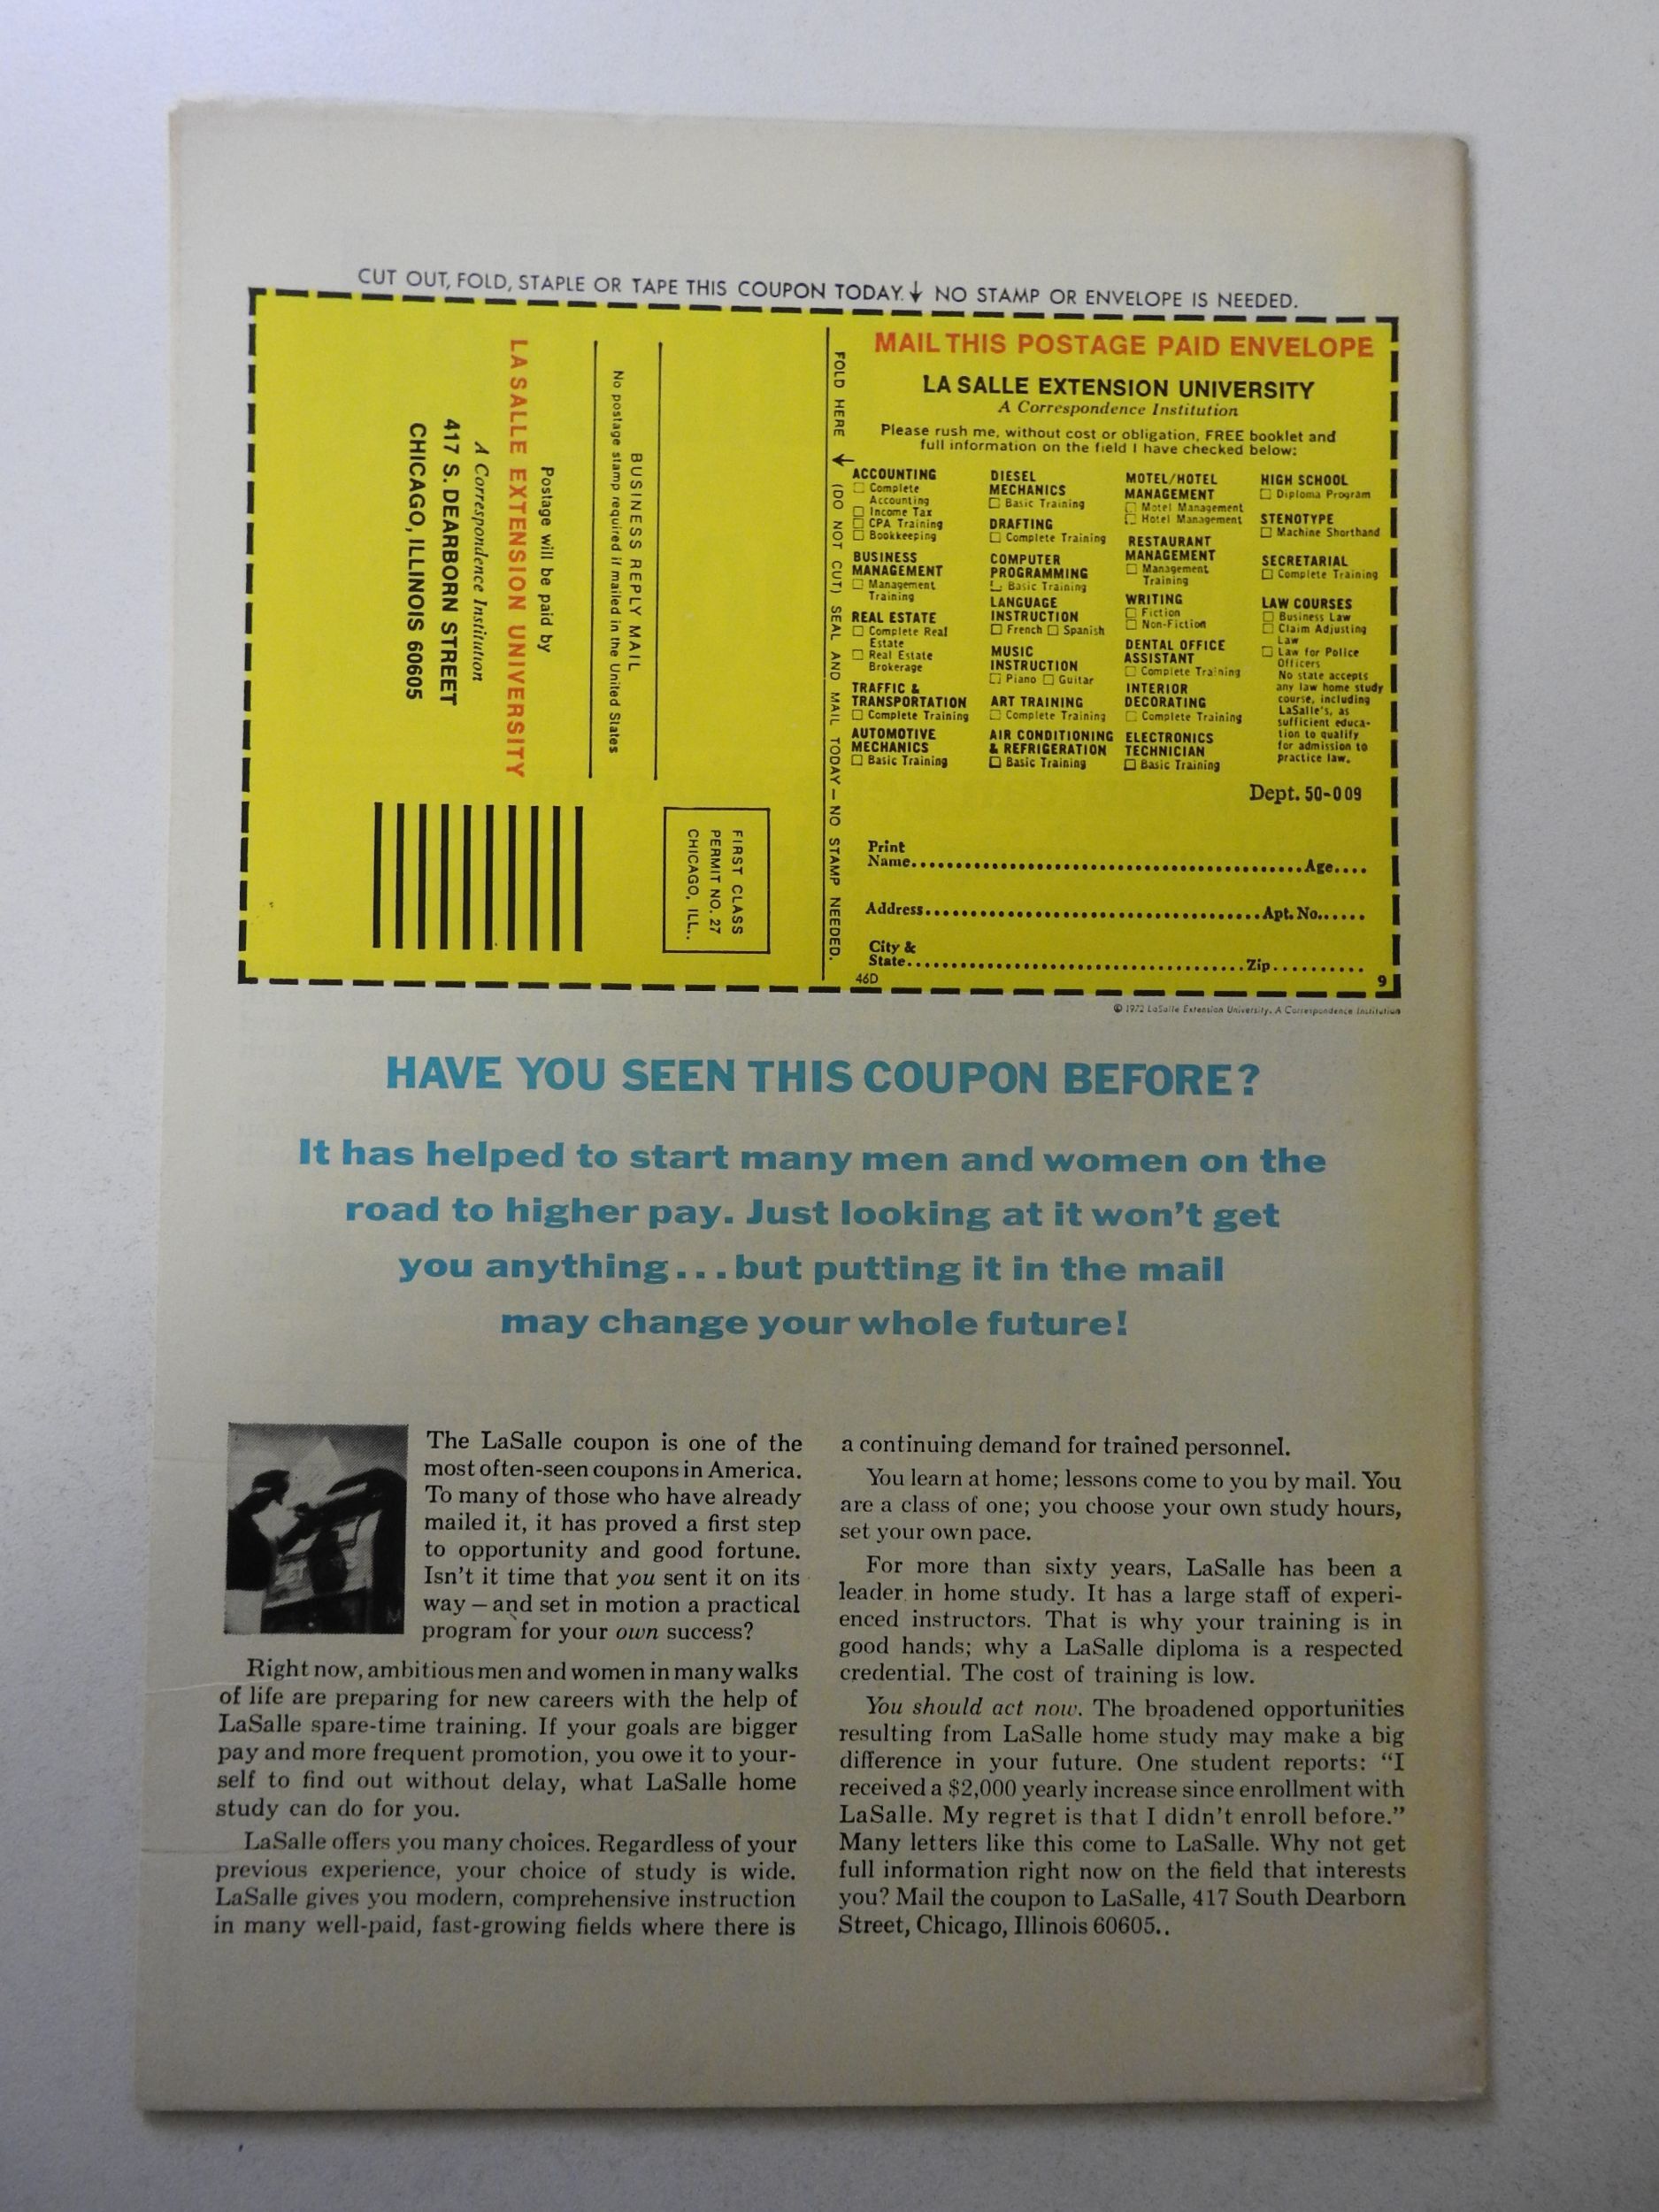 CUT OUT, FOLD, STAPLE OR TAPE THIS COUPON TODAY. ↓ NO STAMP OR ENVELOPE IS NEEDED.
LA SALLE EXTENSION UNIVERSITY
A Correspondence Institution
417 S. DEARBORN STREET
CHICAGO, ILLINOIS 60605
Postage will be paid by
No postage stamp required if mailed in the United States
BUSINESS REPLY MAIL
FIRST CLASS
PERMIT NO. 27
CHICAGO, ILL..
FOLD HERE ↓ (DO NOT CUT) SEAL AND MAIL TODAY — NO STAMP NEEDED.
MAIL THIS POSTAGE PAID ENVELOPE
LA SALLE EXTENSION UNIVERSITY
A Correspondence Institution
Please rush me, without cost or obligation, FREE booklet and
full information on the field I have checked below:
ACCOUNTING
☐ Complete
Accounting
☐ Income Tax
☐ CPA Training
☐ Bookkeeping
BUSINESS
MANAGEMENT
☐ Management
Training
REAL ESTATE
☐ Complete Real
Estate
☐ Real Estate
Brokerage
TRAFFIC &
TRANSPORTATION
☐ Complete Training
AUTOMOTIVE
MECHANICS
☐ Basic Training
DIESEL
MECHANICS
☐ Basic Training
DRAFTING
☐ Complete Training
COMPUTER
PROGRAMMING
☐ Basic Training
LANGUAGE
INSTRUCTION
☐ French ☐ Spanish
MUSIC
INSTRUCTION
☐ Piano ☐ Guitar
ART TRAINING
☐ Complete Training
AIR CONDITIONING
& REFRIGERATION
☐ Basic Training
MOTEL/HOTEL
MANAGEMENT
☐ Motel Management
☐ Hotel Management
RESTAURANT
MANAGEMENT
☐ Management
Training
WRITING
☐ Fiction
☐ Non-Fiction
DENTAL OFFICE
ASSISTANT
☐ Complete Training
INTERIOR
DECORATING
☐ Complete Training
ELECTRONICS
TECHNICIAN
☐ Basic Training
HIGH SCHOOL
☐ Diploma Program
STENOTYPE
☐ Machine Shorthand
SECRETARIAL
☐ Complete Training
LAW COURSES
☐ Business Law
☐ Claim Adjusting
Law
☐ Law for Police
Officers
No state accepts
any law home study
course, including
LaSalle's, as
sufficient educa-
tion to qualify
for admission to
practice law.
Dept. 50-009
Print
Name............................................Age....
Address......................................Apt. No......
City &
State......................................Zip..........
46D
9
© 1972 LaSalle Extension University. A Correspondence Institution
HAVE YOU SEEN THIS COUPON BEFORE?
It has helped to start many men and women on the
road to higher pay. Just looking at it won't get
you anything...but putting it in the mail
may change your whole future!
The LaSalle coupon is one of the
most often-seen coupons in America.
To many of those who have already
mailed it, it has proved a first step
to opportunity and good fortune.
Isn't it time that you sent it on its
way — and set in motion a practical
program for your own success?
Right now, ambitious men and women in many walks
of life are preparing for new careers with the help of
LaSalle spare-time training. If your goals are bigger
pay and more frequent promotion, you owe it to your-
self to find out without delay, what LaSalle home
study can do for you.
LaSalle offers you many choices. Regardless of your
previous experience, your choice of study is wide.
LaSalle gives you modern, comprehensive instruction
in many well-paid, fast-growing fields where there is
a continuing demand for trained personnel.
You learn at home; lessons come to you by mail. You
are a class of one; you choose your own study hours,
set your own pace.
For more than sixty years, LaSalle has been a
leader in home study. It has a large staff of experi-
enced instructors. That is why your training is in
good hands; why a LaSalle diploma is a respected
credential. The cost of training is low.
You should act now. The broadened opportunities
resulting from LaSalle home study may make a big
difference in your future. One student reports: "I
received a $2,000 yearly increase since enrollment with
LaSalle. My regret is that I didn't enroll before."
Many letters like this come to LaSalle. Why not get
full information right now on the field that interests
you? Mail the coupon to LaSalle, 417 South Dearborn
Street, Chicago, Illinois 60605..